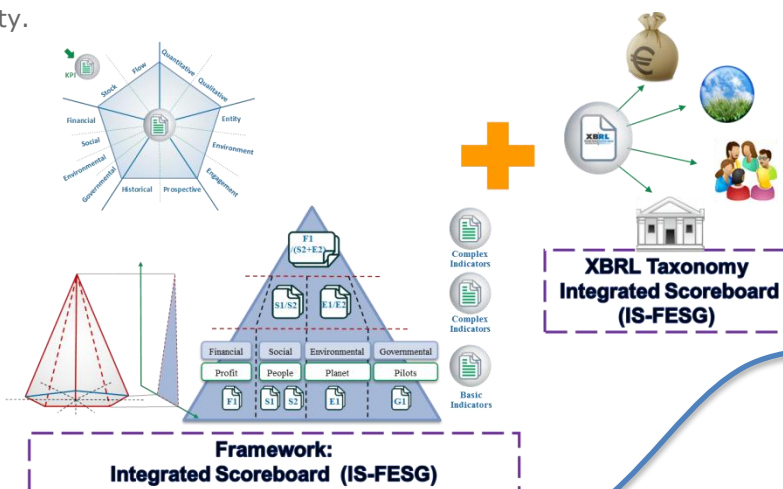 ty.
KPI
Stock
Flow
Quantitative
Qualitative
Financial
Entity
Social
Environment
Environmental
Engagement
Governmental
Historical
Prospective
XBRL
F1
/(S2+E2)
Complex
Indicators
S1/S2
E1/E2
Complex
Indicators
Financial Social Environmental Governmental
Profit People Planet Pilots
F1 S1 S2 E1 G1
Basic
Indicators
XBRL Taxonomy
Integrated Scoreboard
(IS-FESG)
Framework:
Integrated Scoreboard (IS-FESG)